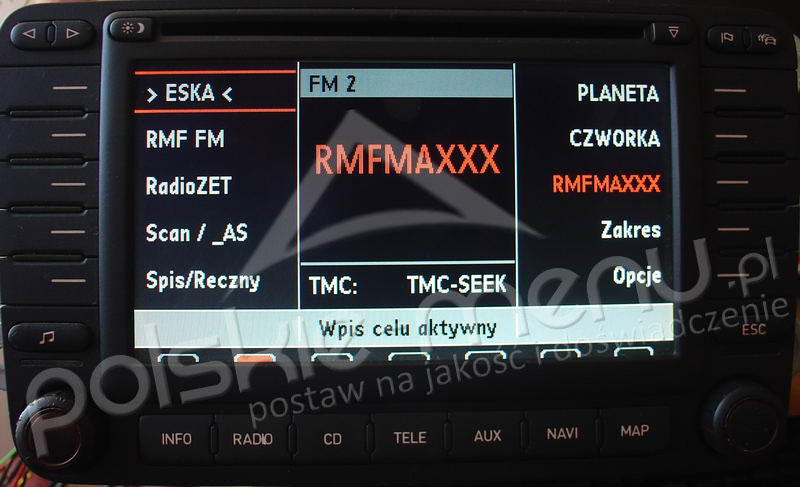 > ESKA <
RMF FM
RadioZET
Scan / _AS
Spis/Reczny
FM 2
RMFMAXXX
TMC: TMC-SEEK
PLANETA
CZWORKA
RMFMAXXX
Zakres
Opcje
Wpis celu aktywny
ESC
INFO RADIO CD TELE AUX NAVI MAP
polskie-menu.pl
postaw na jakość i doświadczenie